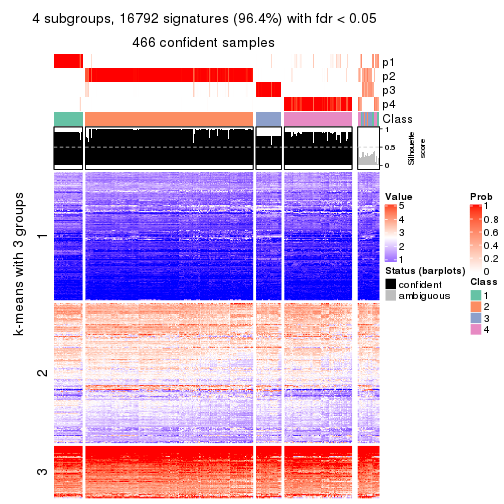 4 subgroups, 16792 signatures (96.4%) with fdr < 0.05
466 confident samples
p1
p2
p3
p4
Class
1
0.5
0
Silhouette
score
k-means with 3 groups
1
2
3
Value
5
4
3
2
1
Status (barplots)
confident
ambiguous
Prob
1
0.8
0.6
0.4
0.2
0
Class
1
2
3
4